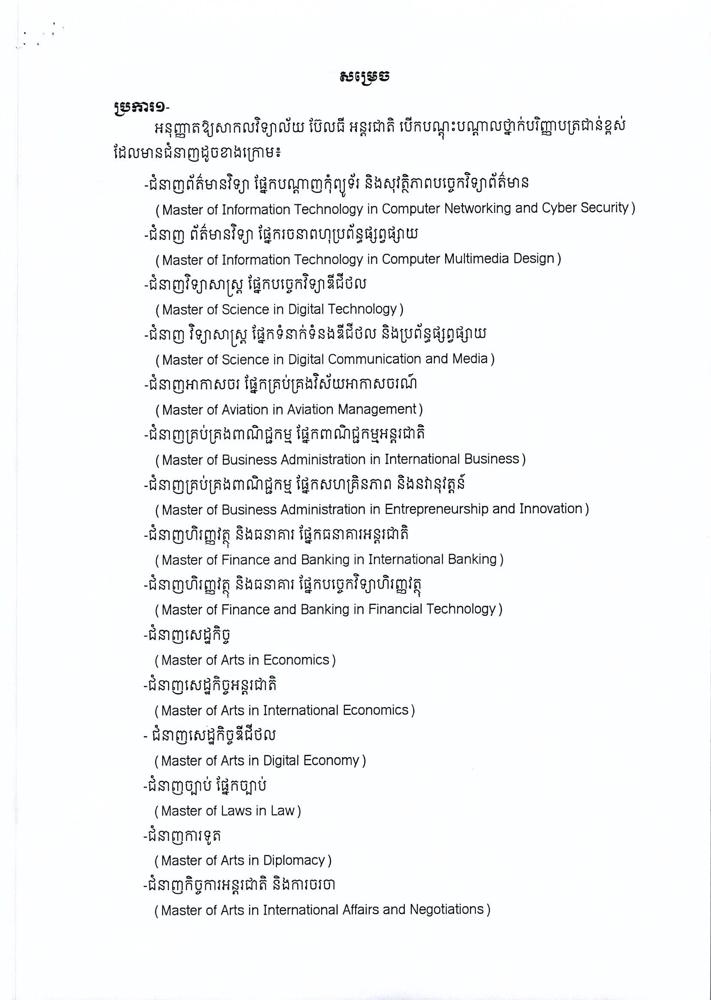 សម្រេច
ប្រការ១-
អនុញ្ញាតឱ្យសាកលវិទ្យាល័យ ប៊ែលធី អន្តរជាតិ បើកបណ្តុះបណ្តាលថ្នាក់បរិញ្ញាបត្រជាន់ខ្ពស់
ដែលមានជំនាញដូចខាងក្រោម៖
-ជំនាញព័ត៌មានវិទ្យា ផ្នែកបណ្តាញកុំព្យូទ័រ និងសុវត្ថិភាពបច្ចេកវិទ្យាព័ត៌មាន
( Master of Information Technology in Computer Networking and Cyber Security )
-ជំនាញ ព័ត៌មានវិទ្យា ផ្នែករចនាពហុប្រព័ន្ធផ្សព្វផ្សាយ
( Master of Information Technology in Computer Multimedia Design )
-ជំនាញវិទ្យាសាស្ត្រ ផ្នែកបច្ចេកវិទ្យាឌីជីថល
( Master of Science in Digital Technology )
-ជំនាញ វិទ្យាសាស្ត្រ ផ្នែកទំនាក់ទំនងឌីជីថល និងប្រព័ន្ធផ្សព្វផ្សាយ
( Master of Science in Digital Communication and Media )
-ជំនាញអាកាសចរ ផ្នែកគ្រប់គ្រងវិស័យអាកាសចរណ៍
( Master of Aviation in Aviation Management )
-ជំនាញគ្រប់គ្រងពាណិជ្ជកម្ម ផ្នែកពាណិជ្ជកម្មអន្តរជាតិ
( Master of Business Administration in International Business )
-ជំនាញគ្រប់គ្រងពាណិជ្ជកម្ម ផ្នែកសហគ្រិនភាព និងនវានុវត្តន៍
( Master of Business Administration in Entrepreneurship and Innovation )
-ជំនាញហិរញ្ញវត្ថុ និងធនាគារ ផ្នែកធនាគារអន្តរជាតិ
( Master of Finance and Banking in International Banking )
-ជំនាញហិរញ្ញវត្ថុ និងធនាគារ ផ្នែកបច្ចេកវិទ្យាហិរញ្ញវត្ថុ
( Master of Finance and Banking in Financial Technology )
-ជំនាញសេដ្ឋកិច្ច
( Master of Arts in Economics )
-ជំនាញសេដ្ឋកិច្ចអន្តរជាតិ
( Master of Arts in International Economics )
- ជំនាញសេដ្ឋកិច្ចឌីជីថល
( Master of Arts in Digital Economy )
-ជំនាញច្បាប់ ផ្នែកច្បាប់
( Master of Laws in Law )
-ជំនាញការទូត
( Master of Arts in Diplomacy )
-ជំនាញកិច្ចការអន្តរជាតិ និងការចរចា
( Master of Arts in International Affairs and Negotiations )